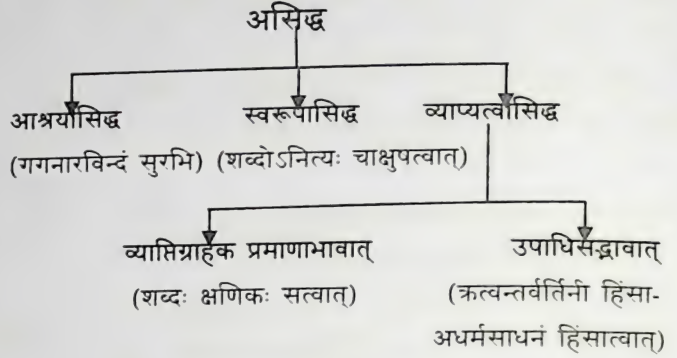 असिद्ध
आश्रयासिद्ध स्वरूपासिद्ध व्याप्यत्वासिद्ध
(गगनारविन्दं सुरभि) (शब्दोऽनित्यः चाक्षुषत्वात्)
व्याप्तिग्राहक प्रमाणाभावात् उपाधिसद्भावात्
(शब्दः क्षणिकः सत्वात्) (क्रत्वन्तर्वर्तिनी हिंसा-
अधर्मसाधनं हिंसात्वात्)